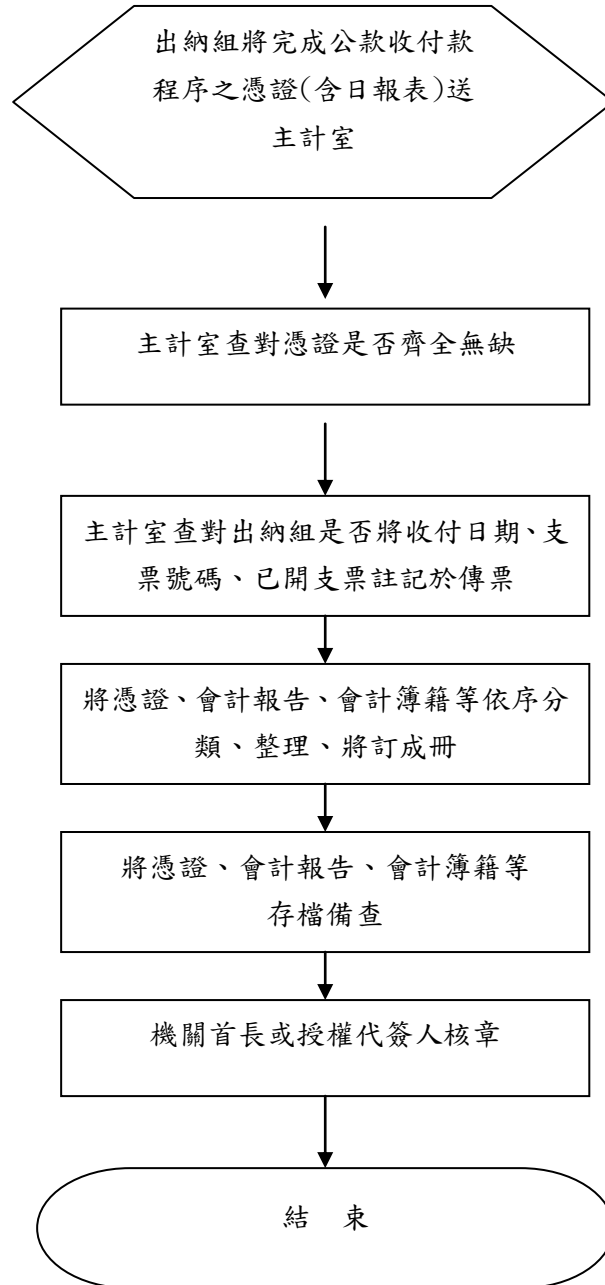 出納組將完成公款收付款
程序之憑證(含日報表)送
主計室
主計室查對憑證是否齊全無缺
主計室查對出納組是否將收付日期、支
票號碼、已開支票註記於傳票
將憑證、會計報告、會計簿籍等依序分
類、整理、將訂成冊
將憑證、會計報告、會計簿籍等
存檔備查
機關首長或授權代簽人核章
結　束